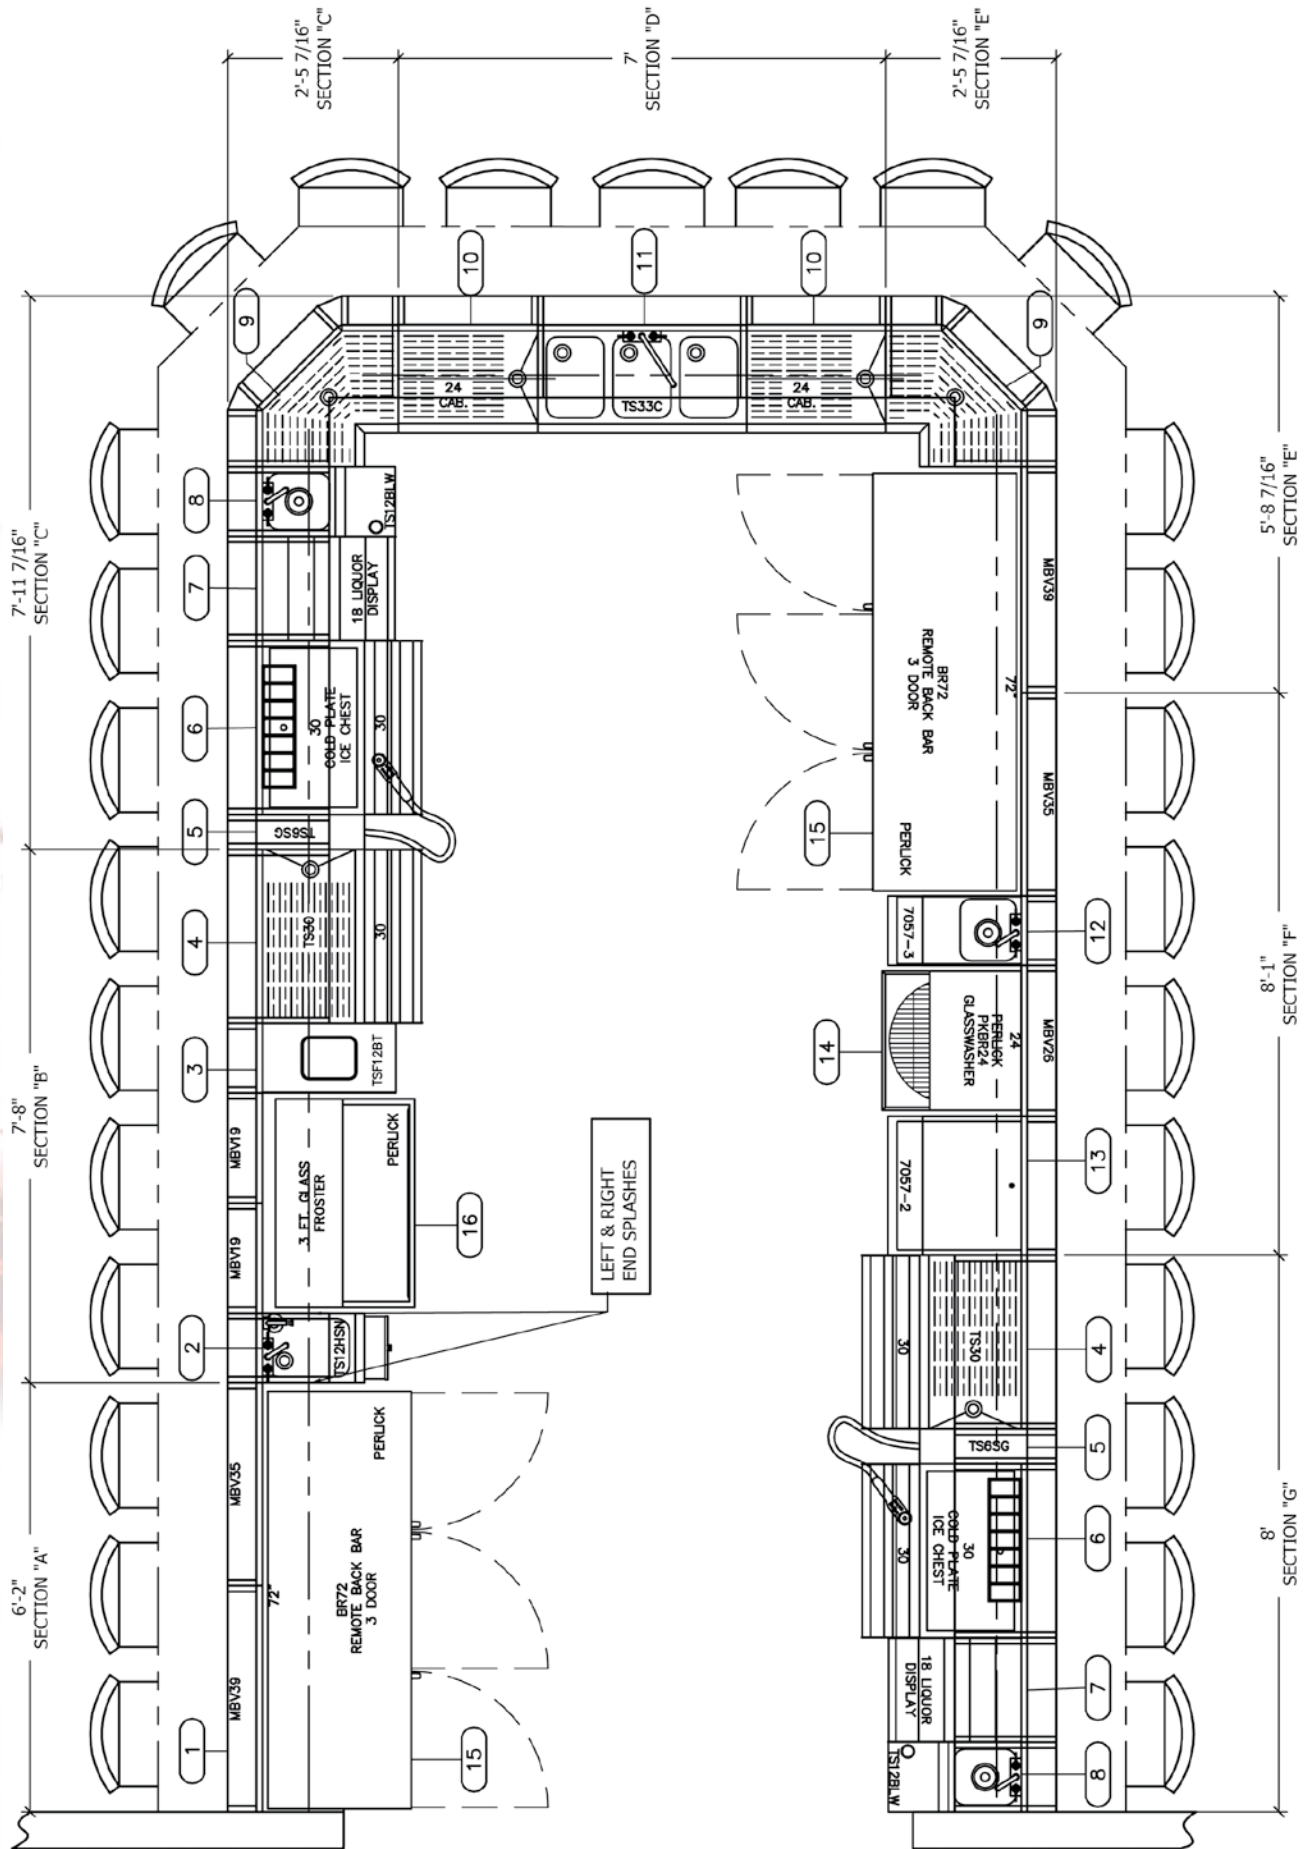 2'-5 7/16"
SECTION "C"
7'
SECTION "D"
2'-5 7/16"
SECTION "E"
7'-11 7/16"
SECTION "C"
7'-8"
SECTION "B"
6'-2"
SECTION "A"
5'-8 7/16"
SECTION "E"
8'-1"
SECTION "F"
8'
SECTION "G"
9
10
11
10
9
24
CAB.
TS33C
24
CAB.
8
TS12BLW
7
18 LIQUOR
DISPLAY
6
30
COLD PLATE
ICE CHEST
30
5
TS6SG
4
TS30
30
3
TSF12BT
MBV19
MBV19
3 FT. GLASS
FROSTER
PERLICK
16
2
TS12HSN
LEFT & RIGHT
END SPLASHES
MBV35
MBV39
72"
BR72
REMOTE BACK BAR
3 DOOR
PERLICK
1
15
MBV39
MBV35
72"
BR72
REMOTE BACK BAR
3 DOOR
PERLICK
15
7057-3
12
14
24
PERLICK
PKBR24
GLASSWASHER
MBV26
7057-2
13
30
TS30
4
TS6SG
5
30
30
COLD PLATE
ICE CHEST
6
18 LIQUOR
DISPLAY
7
TS12BLW
8